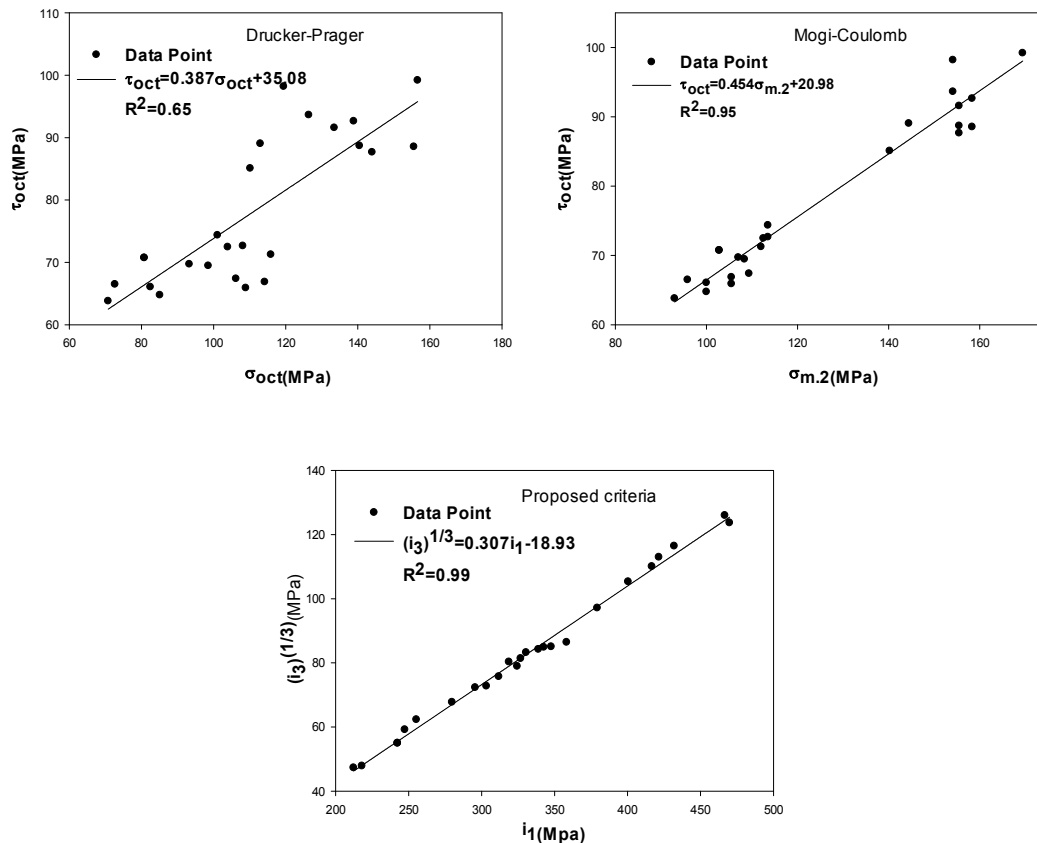 Drucker-Prager
Data Point
τoct=0.387σoct+35.08
R2=0.65
τoct(MPa)
110
100
90
80
70
60
60 80 100 120 140 160 180
σoct(MPa)
Mogi-Coulomb
Data Point
τoct=0.454σm.2+20.98
R2=0.95
τoct(MPa)
100
90
80
70
60
80 100 120 140 160
σm.2(MPa)
Proposed criteria
Data Point
(i3)1/3=0.307i1-18.93
R2=0.99
(i3)(1/3)(MPa)
140
120
100
80
60
40
200 250 300 350 400 450 500
i1(Mpa)